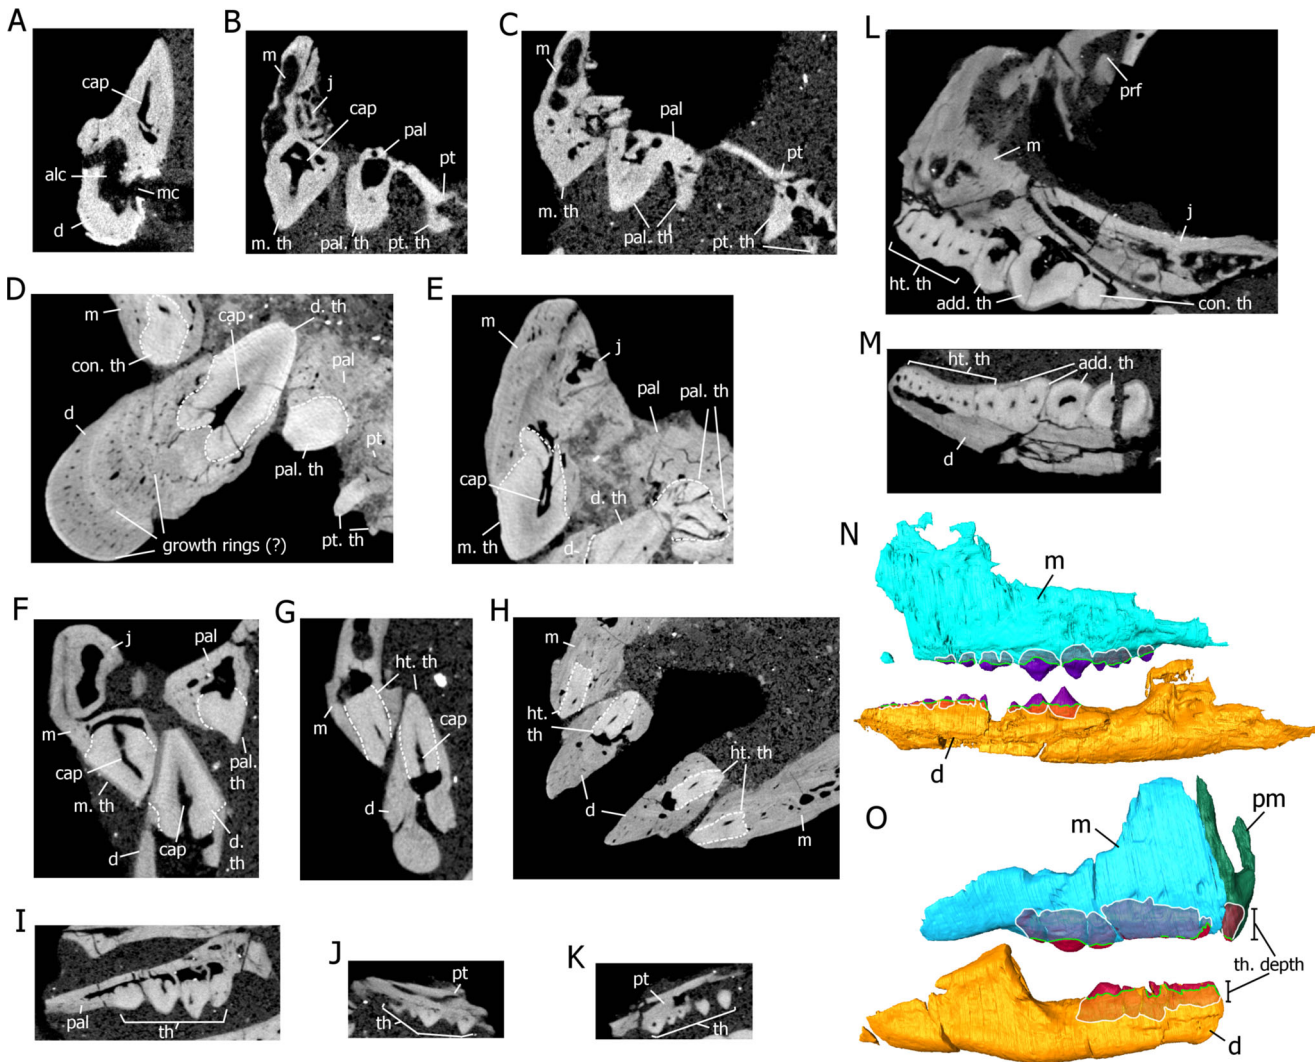 A
cap
alc
mc
d
B
m
j
cap
pal
pt
m. th
pal. th
pt. th
C
m
pal
pt
m. th
pal. th
pt. th
L
prf
m
j
ht. th
add. th
con. th
D
m
cap
d. th
con. th
pal
d
pt
pal. th
pt. th
growth rings (?)
E
m
j
pal
pal. th
cap
d. th
m. th
d
M
ht. th
add. th
d
N
m
d
F
j
pal
m
cap
m. th
pal.
th
d
cap
d.
th
G
ht. th
m
cap
d
H
m
ht.
th
ht. th
d
m
O
m
pm
th. depth
d
I
pal
th
J
pt
th
K
pt
th